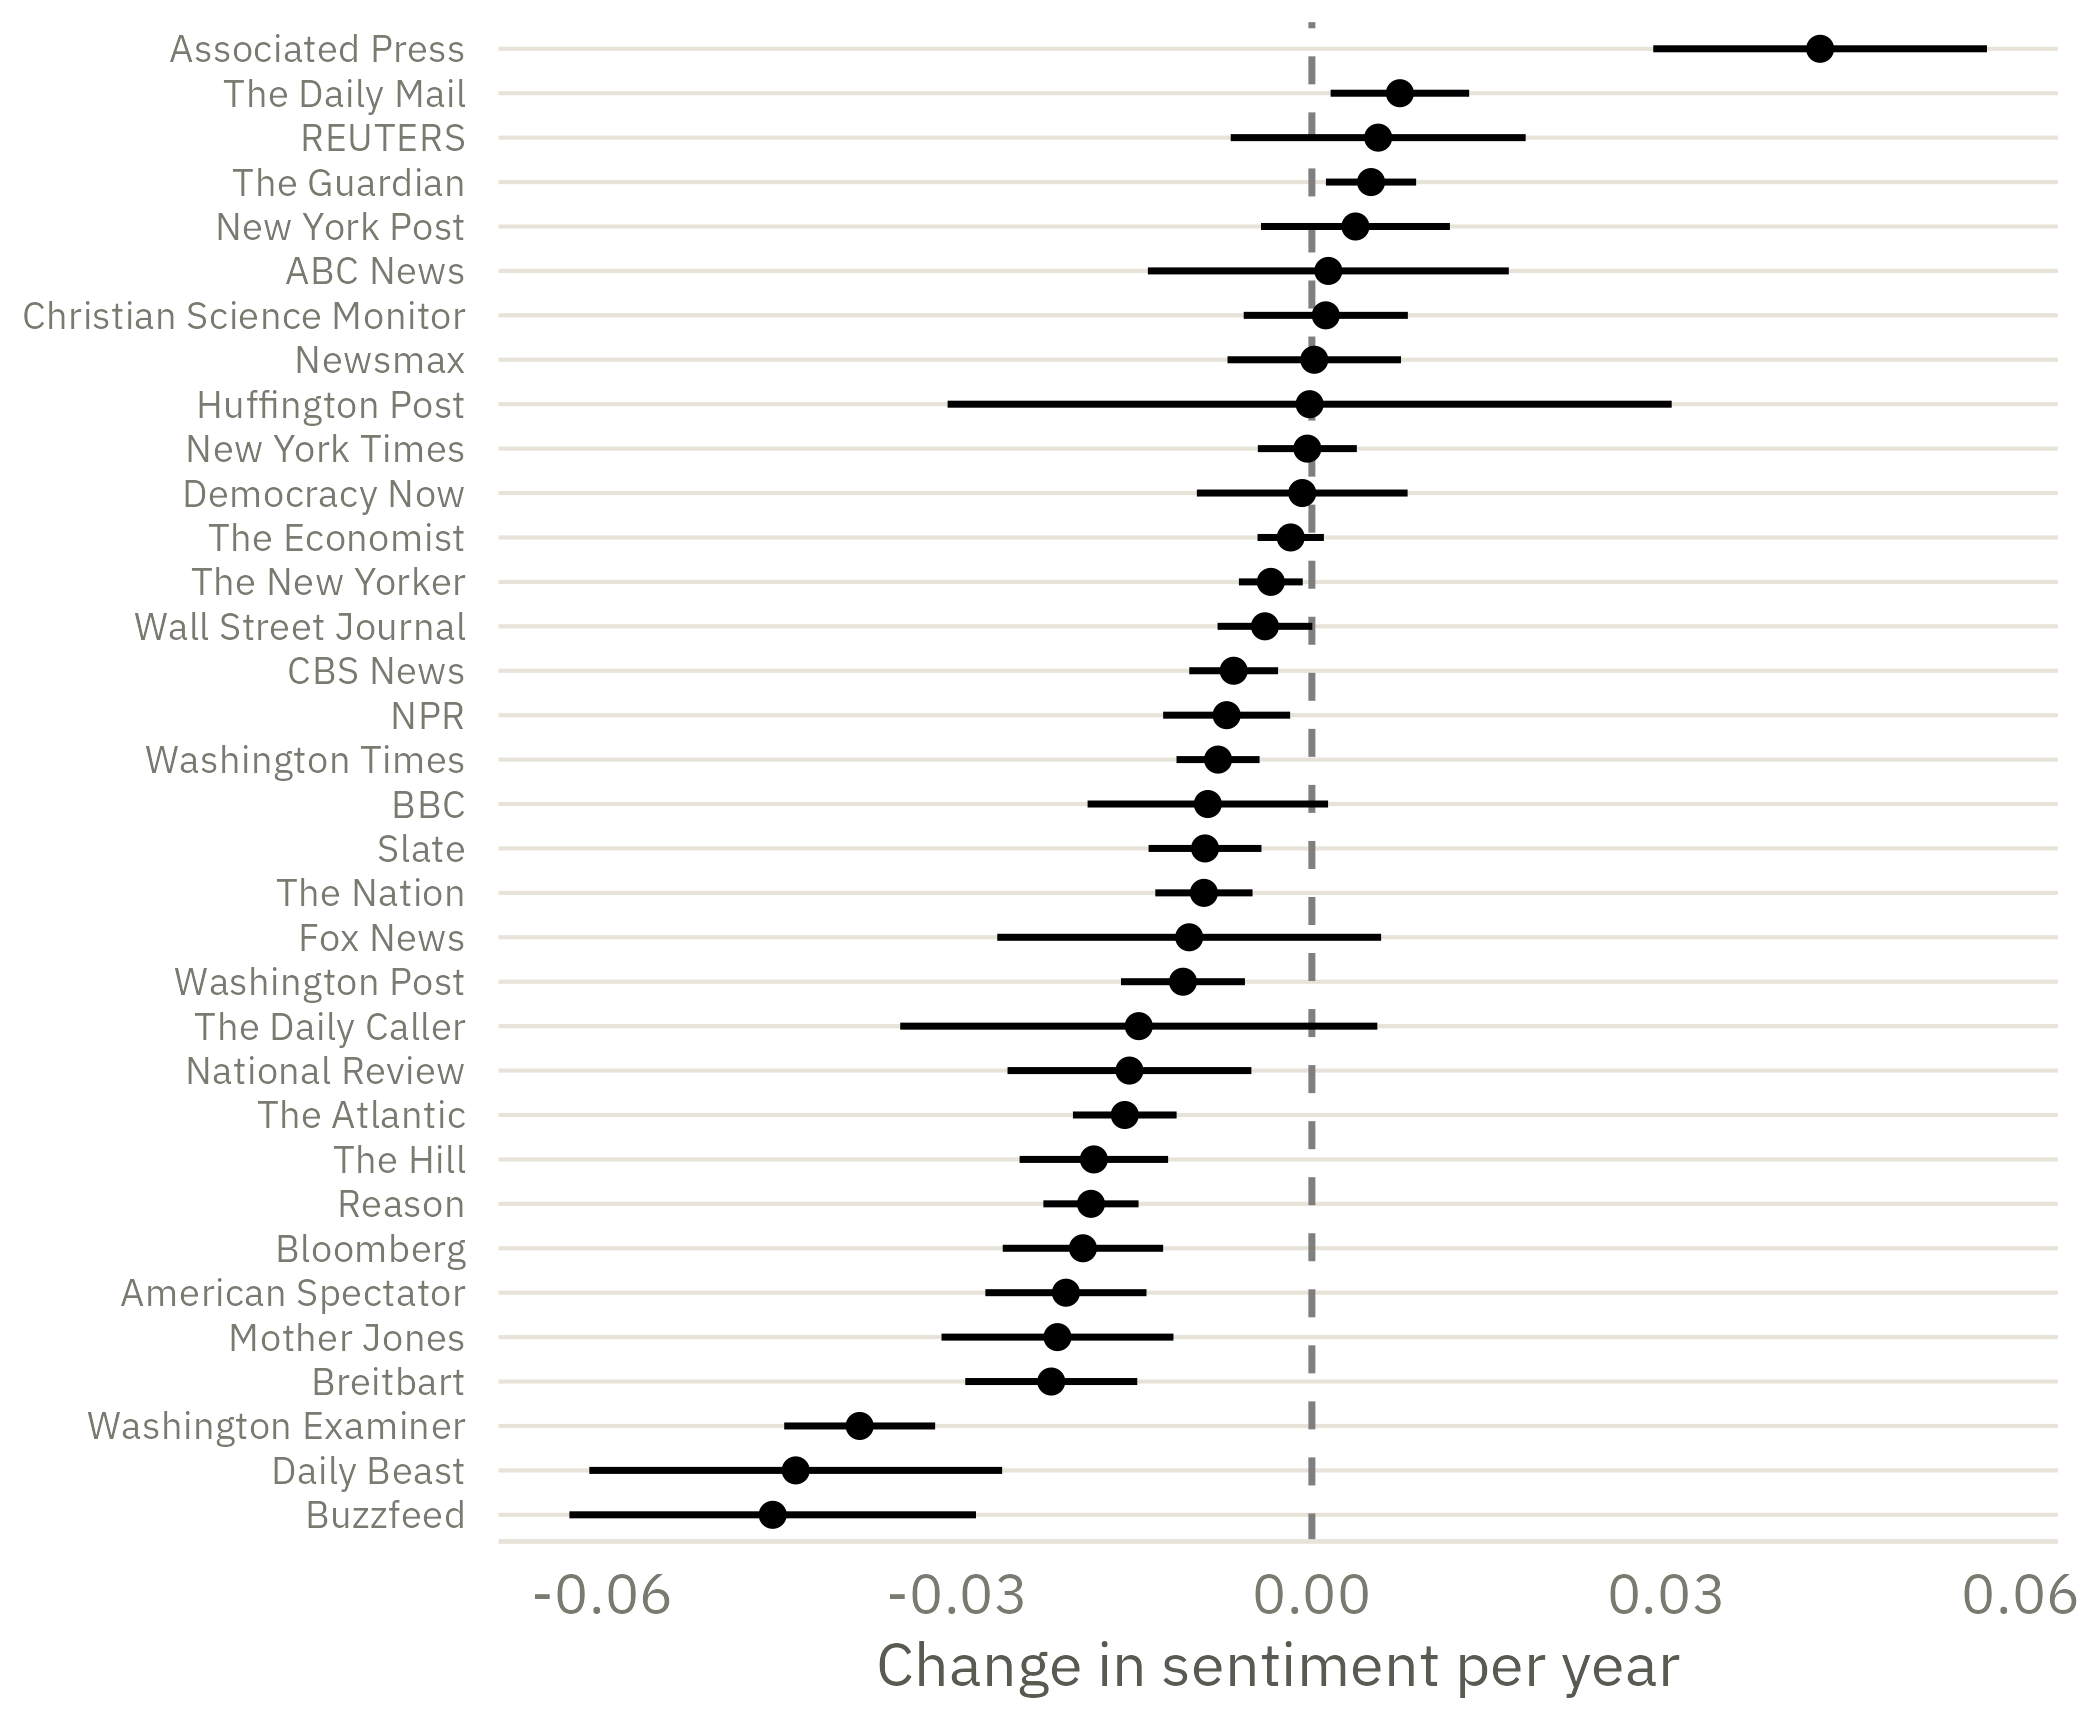 Associated Press
The Daily Mail
REUTERS
The Guardian
New York Post
ABC News
Christian Science Monitor
Newsmax
Huffington Post
New York Times
Democracy Now
The Economist
The New Yorker
Wall Street Journal
CBS News
NPR
Washington Times
BBC
Slate
The Nation
Fox News
Washington Post
The Daily Caller
National Review
The Atlantic
The Hill
Reason
Bloomberg
American Spectator
Mother Jones
Breitbart
Washington Examiner
Daily Beast
Buzzfeed
-0.06 -0.03 0.00 0.03 0.06
Change in sentiment per year